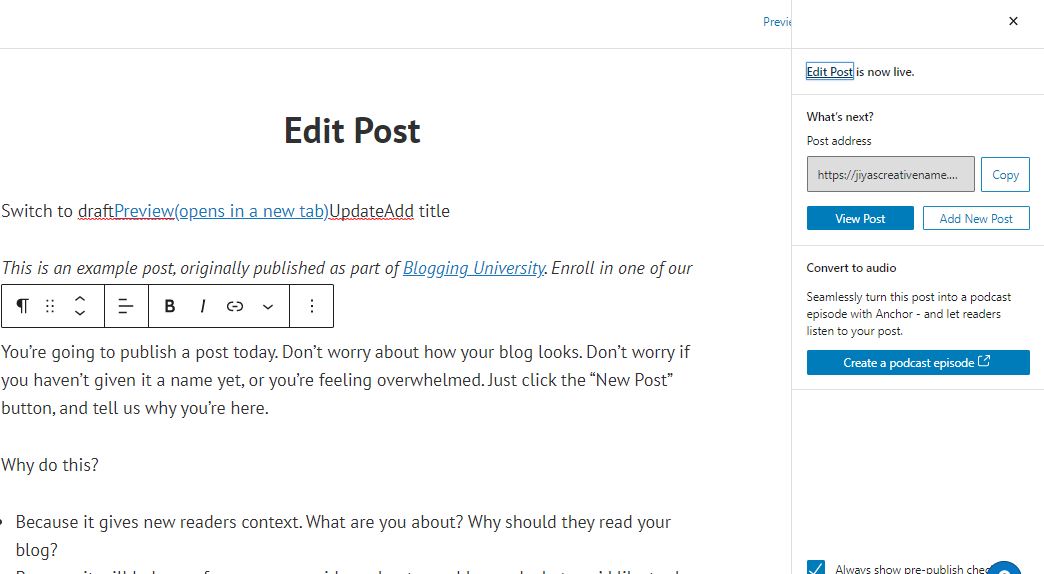 Edit Post is now live.
Edit Post
What's next?
Post address
https://jiyascreativename.... Copy
View Post Add New Post
Switch to draftPreview(opens in a new tab)UpdateAdd title
This is an example post, originally published as part of Blogging University. Enroll in one of our
B I
You're going to publish a post today. Don't worry about how your blog looks. Don't worry if
you haven't given it a name yet, or you're feeling overwhelmed. Just click the “New Post”
button, and tell us why you're here.
Why do this?
Because it gives new readers context. What are you about? Why should they read your
blog?
Convert to audio
Seamlessly turn this post into a podcast
episode with Anchor - and let readers
listen to your post.
Create a podcast episode
Always show pre-publish